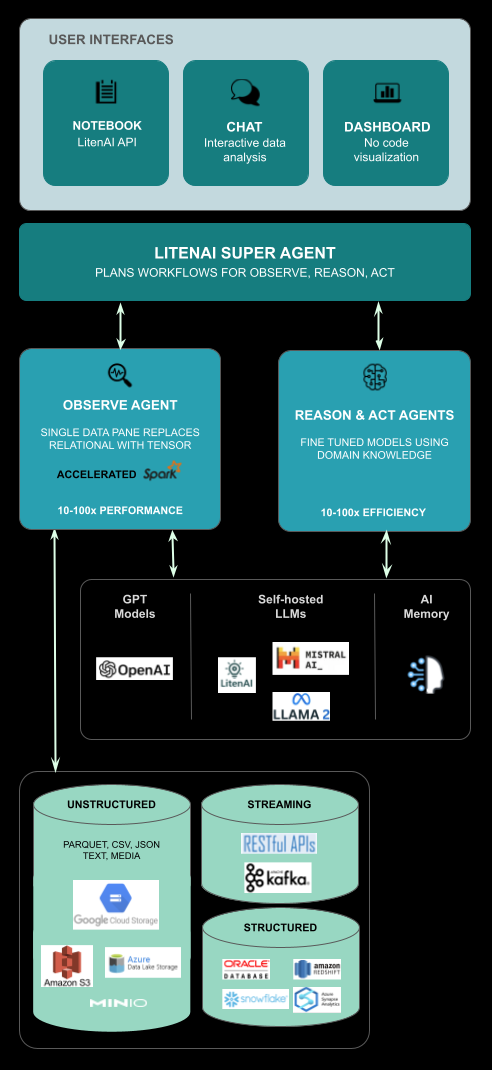 USER INTERFACES
NOTEBOOK
LitenAI API
CHAT
Interactive data
analysis
DASHBOARD
No code
visualization
LITENAI SUPER AGENT
PLANS WORKFLOWS FOR OBSERVE, REASON, ACT
OBSERVE AGENT
SINGLE DATA PANE REPLACES
RELATIONAL WITH TENSOR
ACCELERATED Spark
10-100x PERFORMANCE
REASON & ACT AGENTS
FINE TUNED MODELS USING
DOMAIN KNOWLEDGE
10-100x EFFICIENCY
GPT
Models
OpenAI
Self-hosted
LLMs
LitenAI
MISTRAL
AI_
LLAMA 2
AI
Memory
UNSTRUCTURED
PARQUET, CSV, JSON
TEXT, MEDIA
Google Cloud Storage
Amazon S3
Azure
Data Lake Storage
MINIO
STREAMING
RESTful APIs
kafka
STRUCTURED
ORACLE
DATABASE
amazon
REDSHIFT
snowflake
Azure
Synapse
Analytics